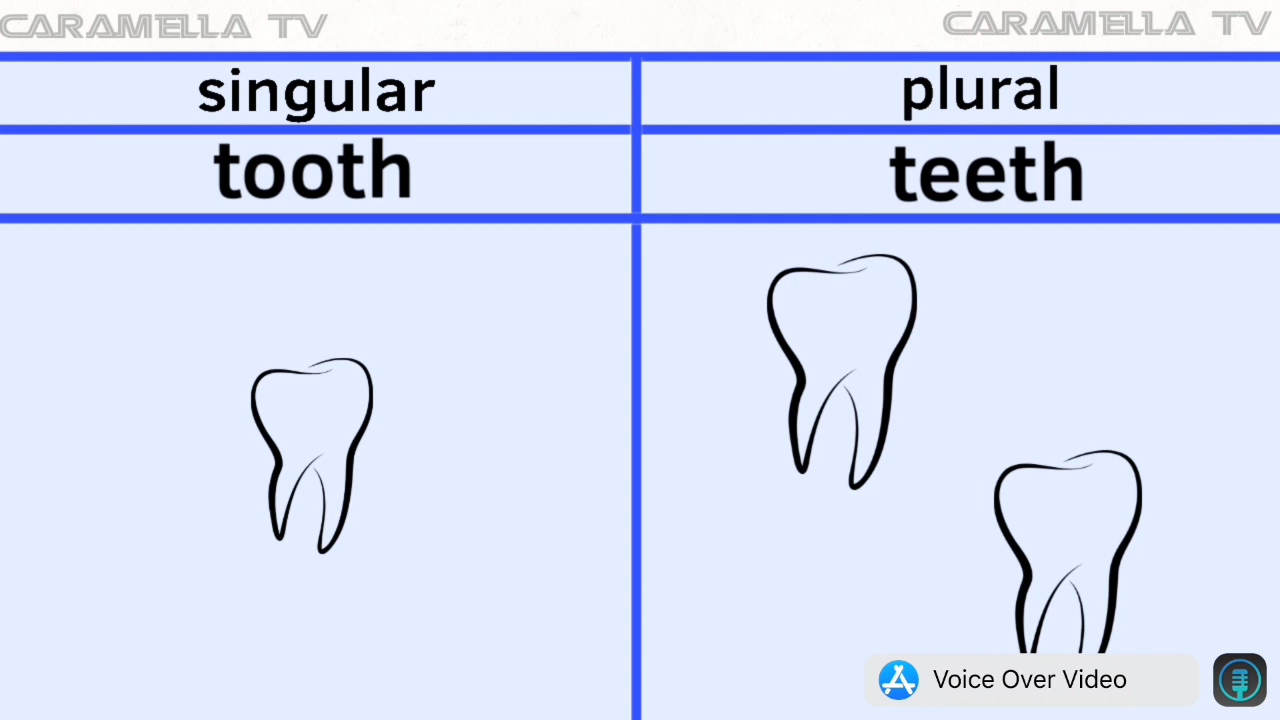 CARAMELLA TV
CARAMELLA TV
singular
plural
tooth
teeth
Voice Over Video